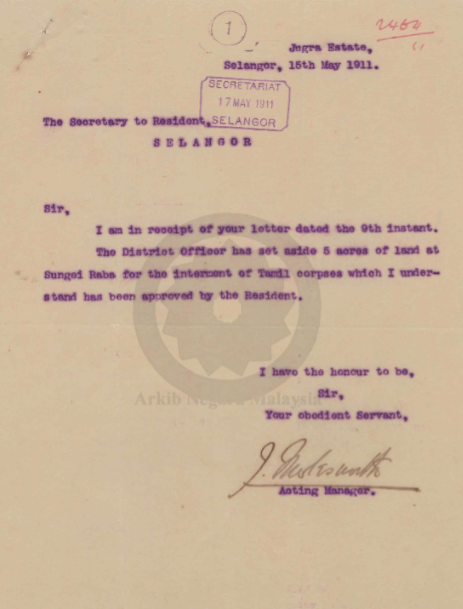 1
2464
Jugra Estate,
Selangor, 15th May 1911.
SECRETARIAT
17 MAY 1911
SELANGOR
The Secretary to Resident,
SELANGOR
Sir,
I am in receipt of your letter dated the 9th instant.
The District Officer has set aside 5 acres of land at
Sungei Raba for the interment of Tamil corpses which I under-
stand has been approved by the Resident.
I have the honour to be,
Sir,
Arkib Negara Malaysia
Your obedient Servant,
Acting Manager.